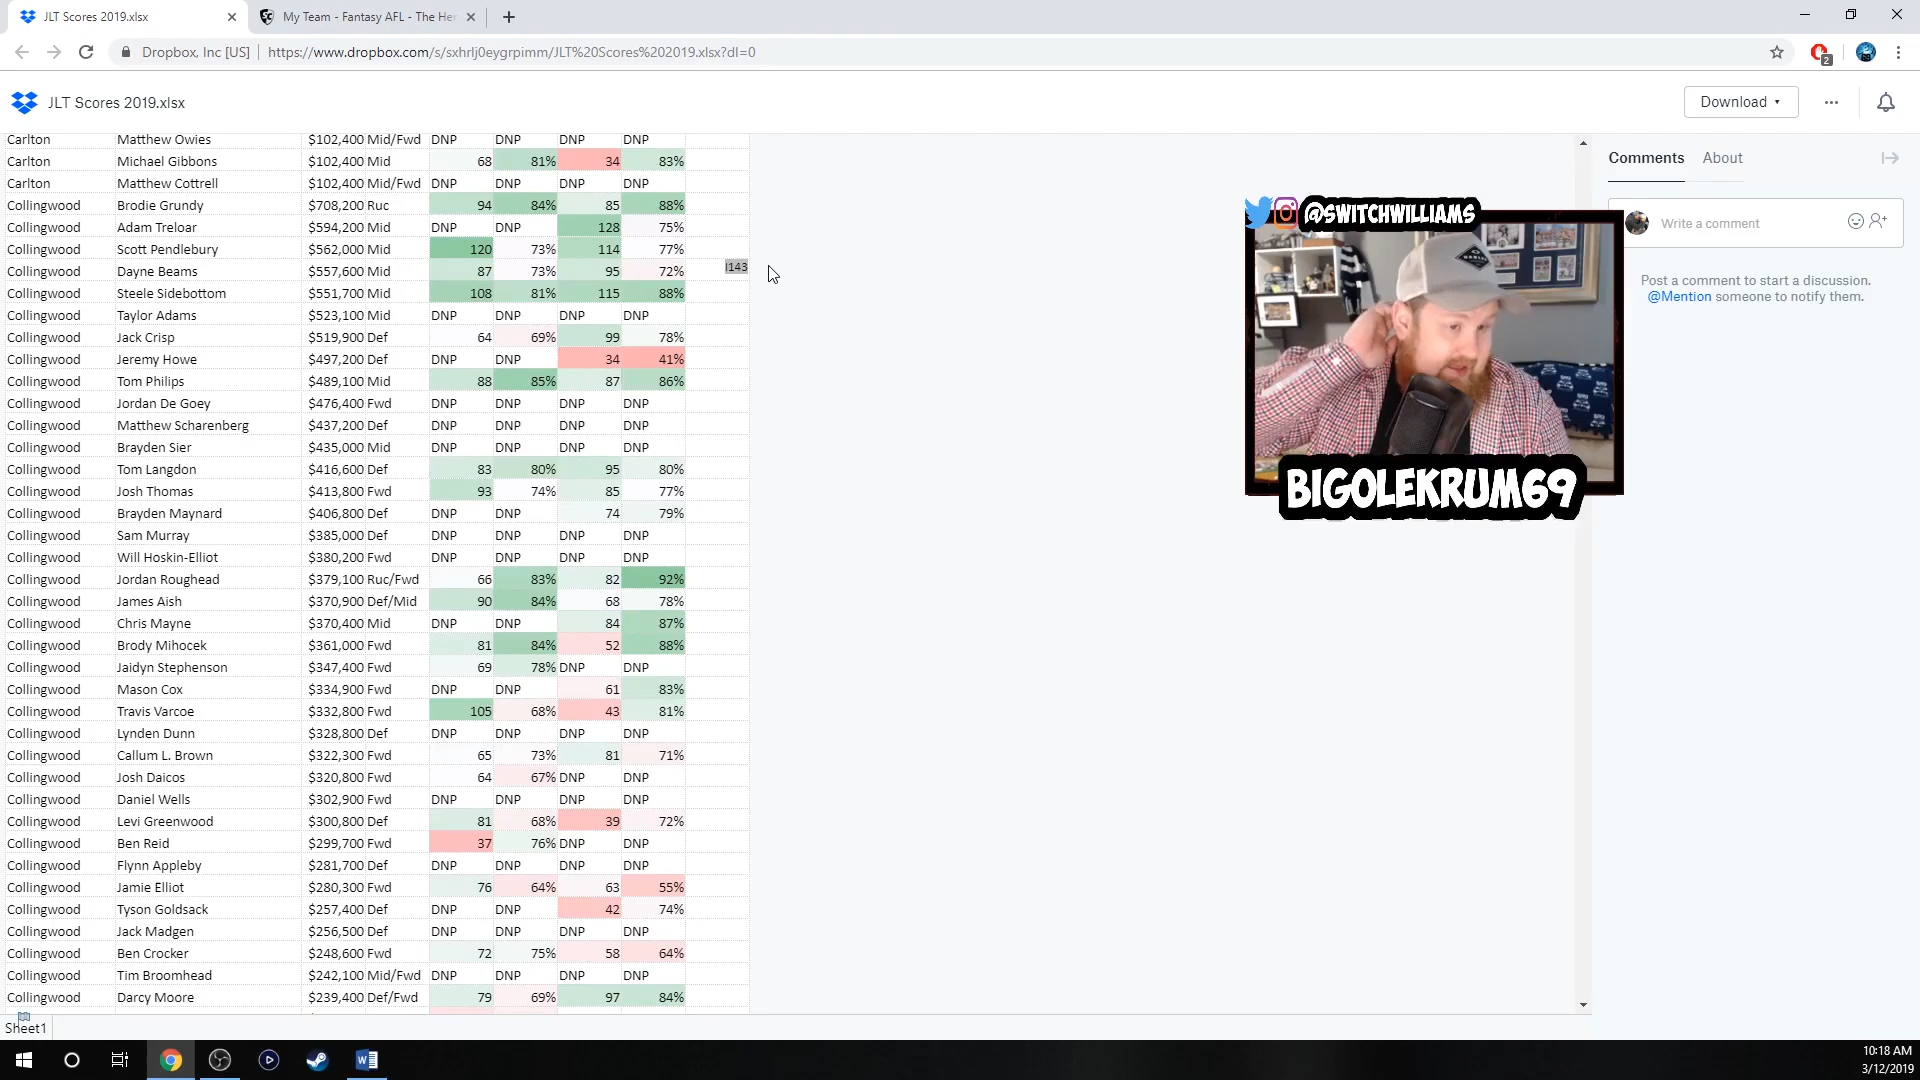 JLT Scores 2019.xlsx
My Team - Fantasy AFL - The Her
Dropbox, Inc [US] | https://www.dropbox.com/s/sxhrlj0eygrpimm/JLT%20Scores%202019.xlsx?dl=0
2
JLT Scores 2019.xlsx
Download
Comments About
Write a comment
Post a comment to start a discussion.
@Mention someone to notify them.
@SWITCHWILLIAMS
BIGOLEKRUM69
I143
Carlton Matthew Owies $102,400 Mid/Fwd DNP DNP DNP DNP
Carlton Michael Gibbons $102,400 Mid 68 81% 34 83%
Carlton Matthew Cottrell $102,400 Mid/Fwd DNP DNP DNP DNP
Collingwood Brodie Grundy $708,200 Ruc 94 84% 85 88%
Collingwood Adam Treloar $594,200 Mid DNP DNP 128 75%
Collingwood Scott Pendlebury $562,000 Mid 120 73% 114 77%
Collingwood Dayne Beams $557,600 Mid 87 73% 95 72%
Collingwood Steele Sidebottom $551,700 Mid 108 81% 115 88%
Collingwood Taylor Adams $523,100 Mid DNP DNP DNP DNP
Collingwood Jack Crisp $519,900 Def 64 69% 99 78%
Collingwood Jeremy Howe $497,200 Def DNP DNP 34 41%
Collingwood Tom Philips $489,100 Mid 88 85% 87 86%
Collingwood Jordan De Goey $476,400 Fwd DNP DNP DNP DNP
Collingwood Matthew Scharenberg $437,200 Def DNP DNP DNP DNP
Collingwood Brayden Sier $435,000 Mid DNP DNP DNP DNP
Collingwood Tom Langdon $416,600 Def 83 80% 95 80%
Collingwood Josh Thomas $413,800 Fwd 93 74% 85 77%
Collingwood Brayden Maynard $406,800 Def DNP DNP 74 79%
Collingwood Sam Murray $385,000 Def DNP DNP DNP DNP
Collingwood Will Hoskin-Elliot $380,200 Fwd DNP DNP DNP DNP
Collingwood Jordan Roughead $379,100 Ruc/Fwd 66 83% 82 92%
Collingwood James Aish $370,900 Def/Mid 90 84% 68 78%
Collingwood Chris Mayne $370,400 Mid DNP DNP 84 87%
Collingwood Brody Mihocek $361,000 Fwd 81 84% 52 88%
Collingwood Jaidyn Stephenson $347,400 Fwd 69 78% DNP DNP
Collingwood Mason Cox $334,900 Fwd DNP DNP 61 83%
Collingwood Travis Varcoe $332,800 Fwd 105 68% 43 81%
Collingwood Lynden Dunn $328,800 Def DNP DNP DNP DNP
Collingwood Callum L. Brown $322,300 Fwd 65 73% 81 71%
Collingwood Josh Daicos $320,800 Fwd 64 67% DNP DNP
Collingwood Daniel Wells $302,900 Fwd DNP DNP DNP DNP
Collingwood Levi Greenwood $300,800 Def 81 68% 39 72%
Collingwood Ben Reid $299,700 Fwd 37 76% DNP DNP
Collingwood Flynn Appleby $281,700 Def DNP DNP DNP DNP
Collingwood Jamie Elliot $280,300 Fwd 76 64% 63 55%
Collingwood Tyson Goldsack $257,400 Def DNP DNP 42 74%
Collingwood Jack Madgen $256,500 Def DNP DNP DNP DNP
Collingwood Ben Crocker $248,600 Fwd 72 75% 58 64%
Collingwood Tim Broomhead $242,100 Mid/Fwd DNP DNP DNP DNP
Collingwood Darcy Moore $239,400 Def/Fwd 79 69% 97 84%
Sheet1
10:18 AM
3/12/2019